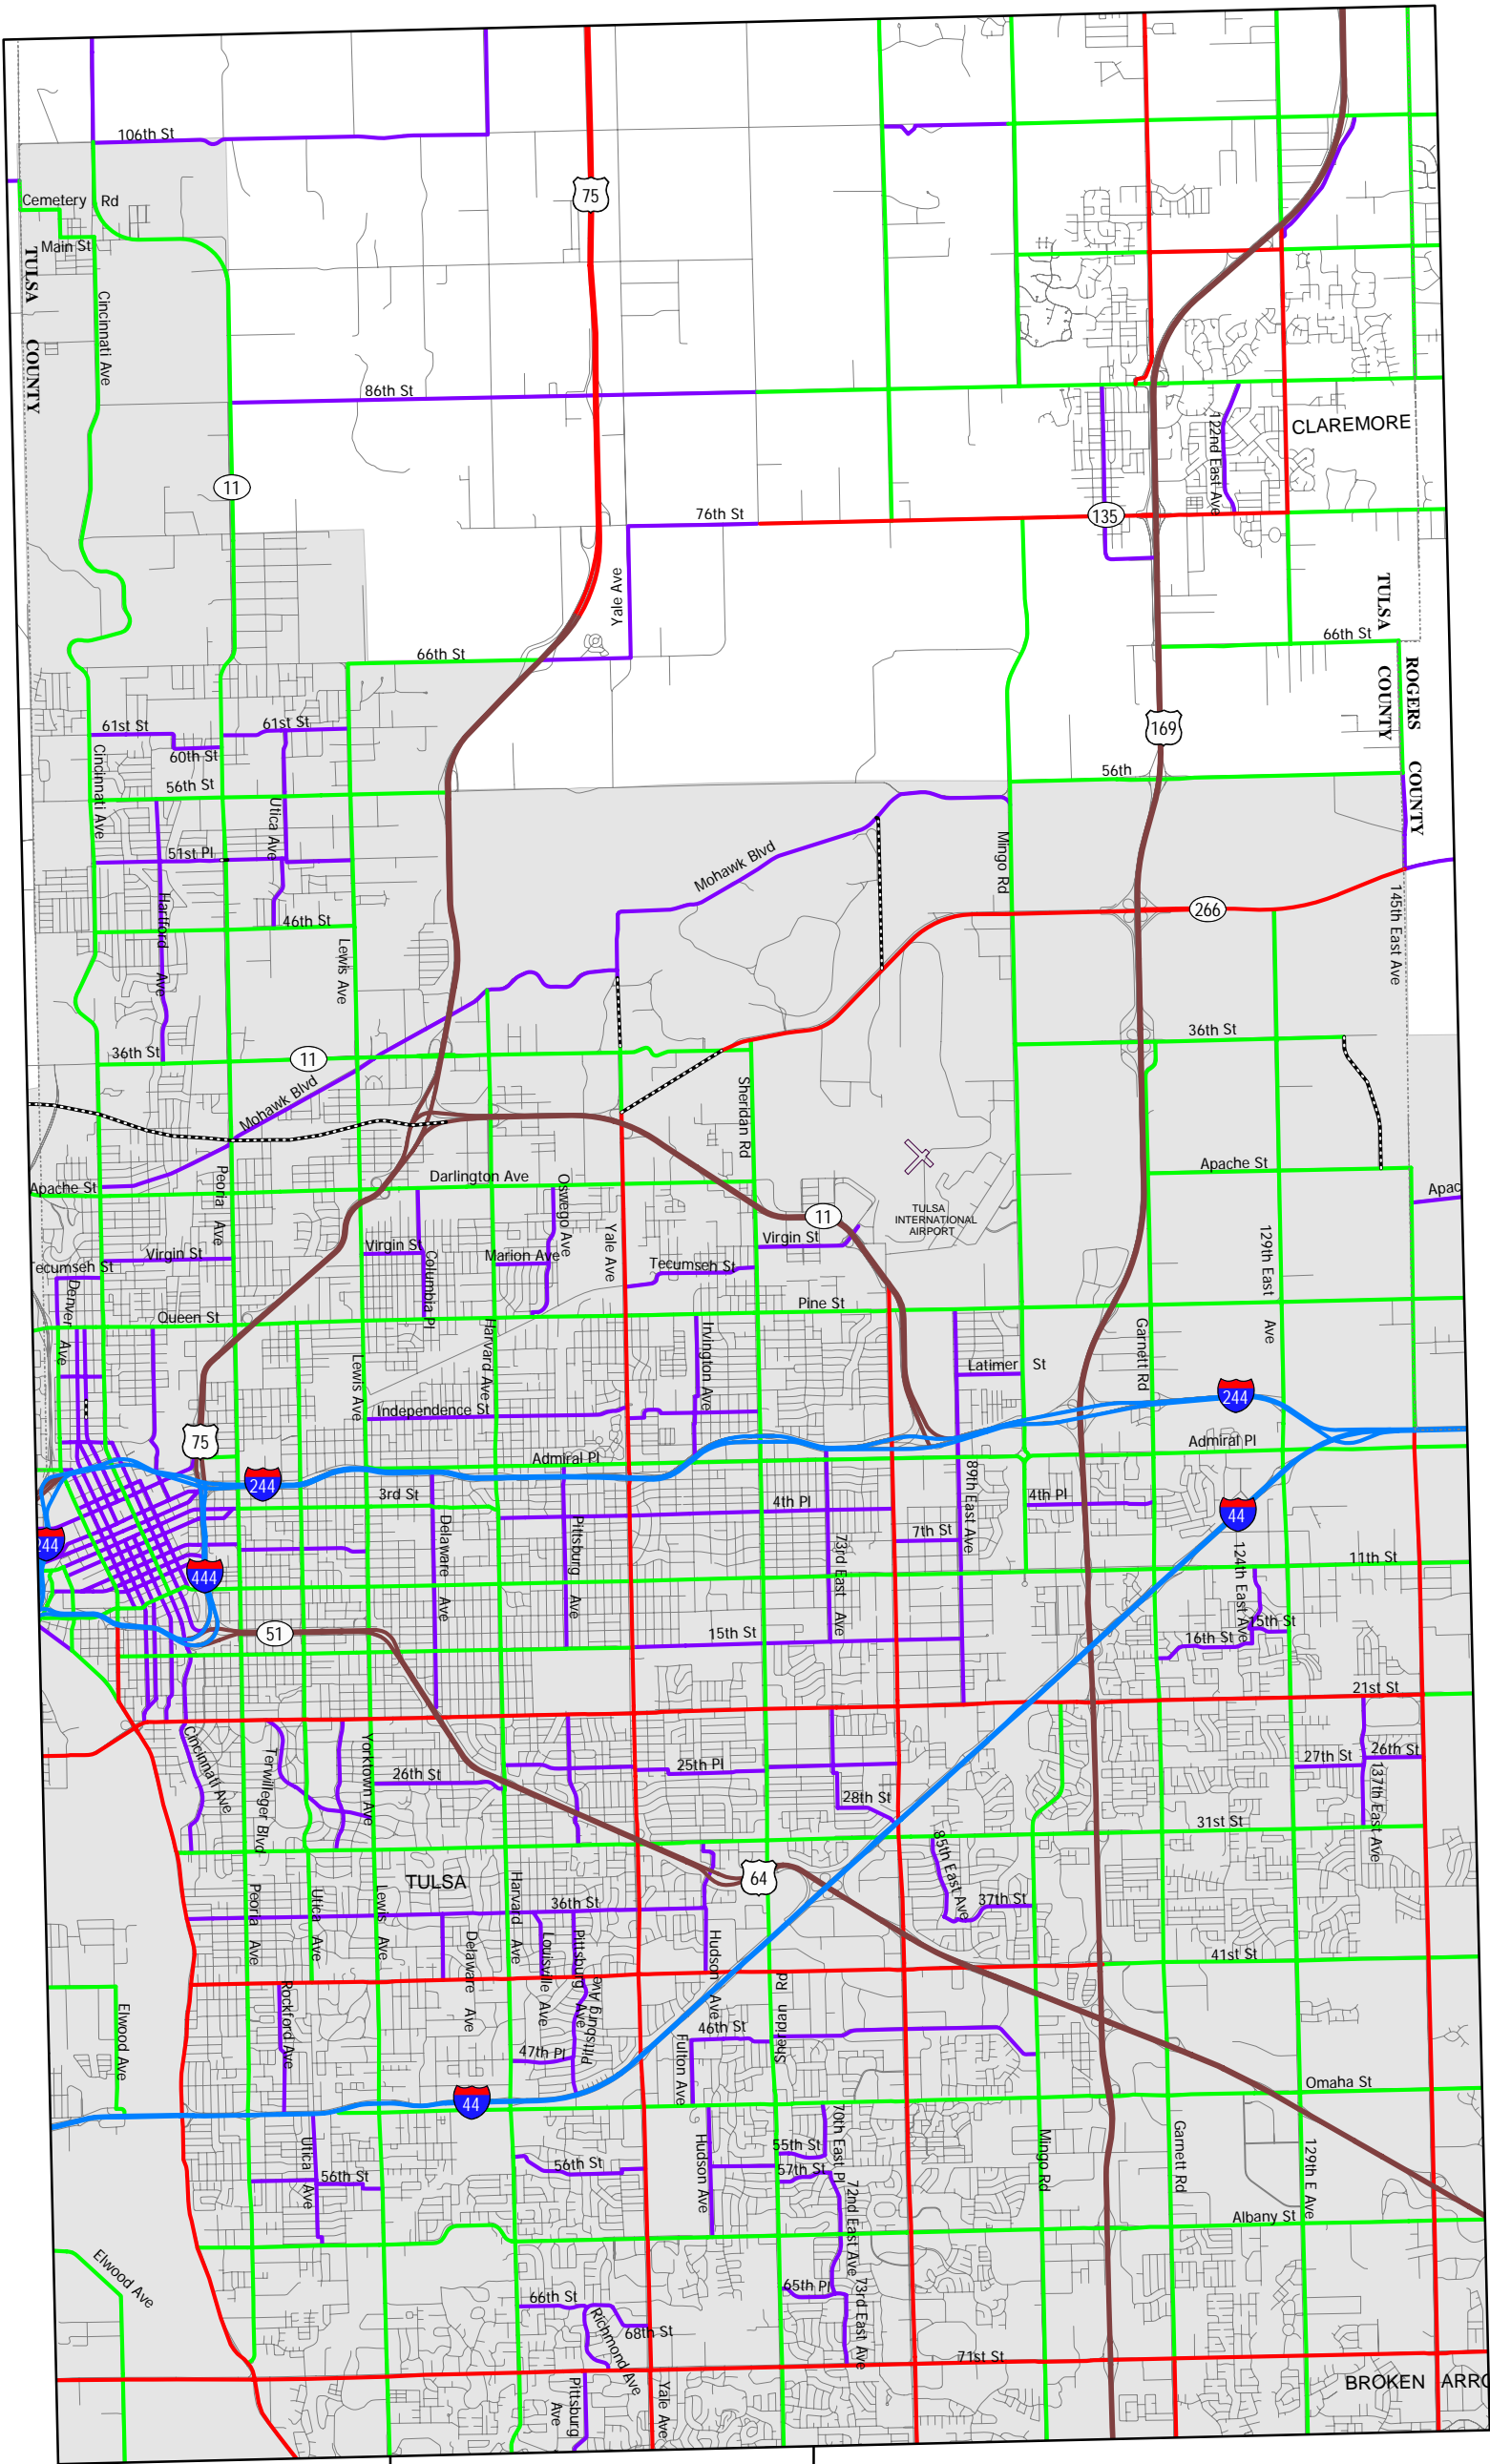 106th St
75
Cemetery Rd
Main St
TULSA COUNTY
Cincinnati Ave
86th St
122nd East Ave
CLAREMORE
11
76th St
135
Yale Ave
TULSA COUNTY
66th St
66th St
ROGERS COUNTY
61st St
61st St
60th St
169
Cincinnati Ave
56th St
56th
Utica Ave
51st Pl
Mohawk Blvd
Mingo Rd
Hartford Ave
266
145th East Ave
46th St
Lewis Ave
36th St
36th St
11
Mohawk Blvd
Sheridan Rd
Apache St
Peoria Ave
Darlington Ave
Oswego Ave
Apache St
Apac
11
TULSA
INTERNATIONAL
AIRPORT
Virgin St
Virgin St
Columbia Pl
Marion Ave
Yale Ave
Virgin St
Tecumseh St
129th East Ave
Tecumseh St
Denver Ave
Queen St
Pine St
Harvard Ave
Irvington Ave
Garnett Rd
Lewis Ave
Latimer St
Independence St
244
75
Admiral Pl
Admiral Pl
244
3rd St
4th Pl
89th East Ave
4th Pl
44
244
Delaware Ave
Pittsburg Ave
73rd East Ave
7th St
124th East Ave
11th St
444
51
15th St
15th St
16th St
21st St
Cincinnati Ave
Terwilleger Blvd
Yorktown Ave
26th St
25th Pl
27th St
26th St
137th East Ave
28th St
31st St
85th East Ave
TULSA
64
Peoria Ave
Utica Ave
Lewis Ave
Harvard Ave
36th St
37th St
Delaware Ave
Louisville Ave
Pittsburg Ave
Hudson Ave
41st St
Elwood Ave
Rockford Ave
Pittsburg Ave
Sheridan Rd
47th Pl
46th St
Fulton Ave
Omaha St
44
70th East Pl
Mingo Rd
Garnett Rd
129th E Ave
Utica Ave
56th St
56th St
Hudson Ave
55th St
57th St
72nd East Ave
Albany St
Elwood Ave
66th St
Richmond Ave
68th St
65th Pl
73rd East Ave
71st St
Pittsburg Ave
Yale Ave
BROKEN ARRO